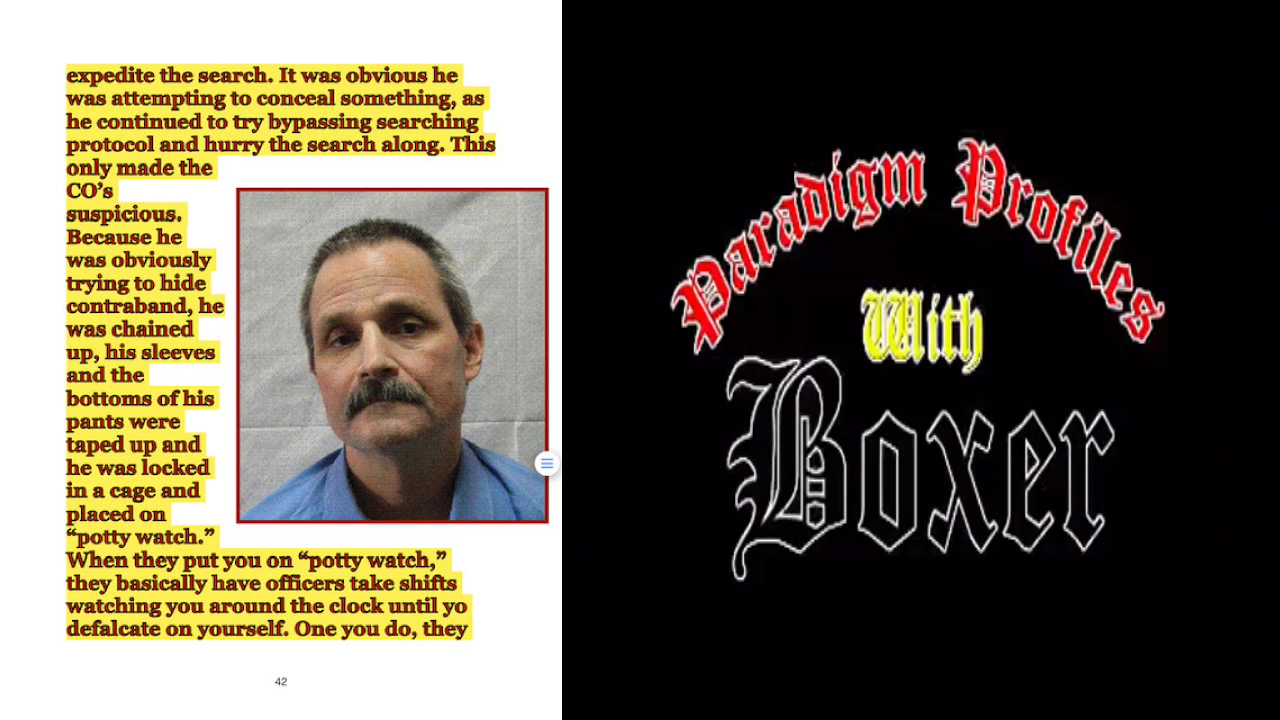 expedite the search. It was obvious he
was attempting to conceal something, as
he continued to try bypassing searching
protocol and hurry the search along. This
only made the
CO’s
suspicious.
Because he
was obviously
trying to hide
contraband, he
was chained
up, his sleeves
and the
bottoms of his
pants were
taped up and
he was locked
in a cage and
placed on
“potty watch.”
When they put you on “potty watch,”
they basically have officers take shifts
watching you around the clock until yo
defalcate on yourself. One you do, they
42
Paradigm Profiles
With
Boxer